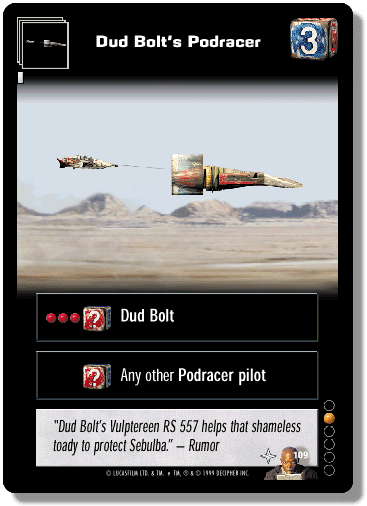 Dud Bolt's Podracer
3
? Dud Bolt
? Any other Podracer pilot
"Dud Bolt's Vulptereen RS 557 helps that shameless
toady to protect Sebulba." – Rumor
109
© LUCASFILM LTD. & TM. ★ TM, ® & © 1999 DECIPHER INC.